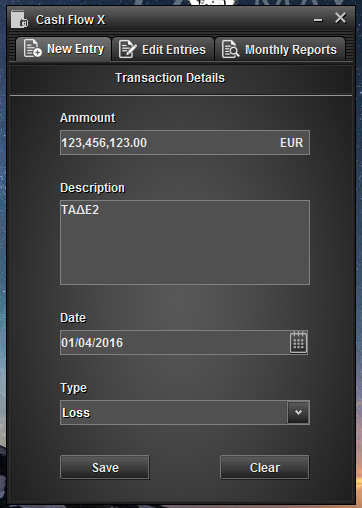 Cash Flow X
New Entry
Edit Entries
Monthly Reports
Transaction Details
Ammount
123,456,123.00 EUR
Description
ΤΑΔΕ2
Date
01/04/2016
Type
Loss
Save
Clear